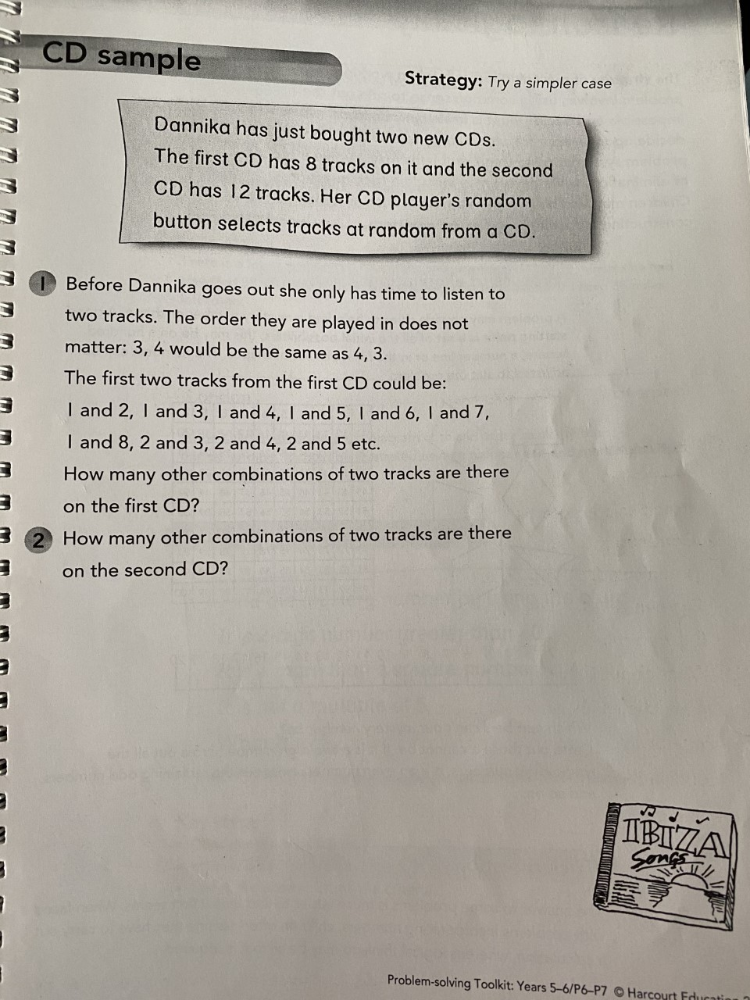 CD sample
Strategy: Try a simpler case
Dannika has just bought two new CDs.
The first CD has 8 tracks on it and the second
CD has 12 tracks. Her CD player's random
button selects tracks at random from a CD.
1 Before Dannika goes out she only has time to listen to
two tracks. The order they are played in does not
matter: 3, 4 would be the same as 4, 3.
The first two tracks from the first CD could be:
1 and 2, 1 and 3, 1 and 4, 1 and 5, 1 and 6, 1 and 7,
1 and 8, 2 and 3, 2 and 4, 2 and 5 etc.
How many other combinations of two tracks are there
on the first CD?
2 How many other combinations of two tracks are there
on the second CD?
IBIZA
Songs
Problem-solving Toolkit: Years 5–6/P6–P7 © Harcourt